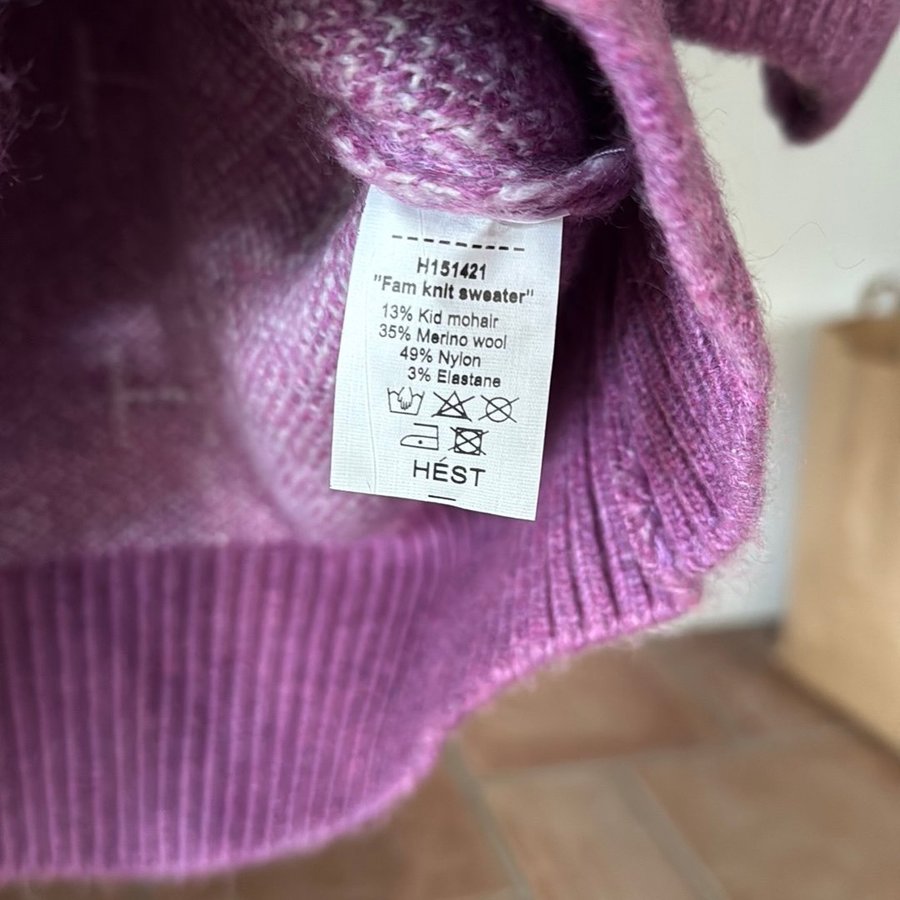 H151421
"Fam knit sweater"
13% Kid mohair
35% Merino wool
49% Nylon
3% Elastane
HÉST